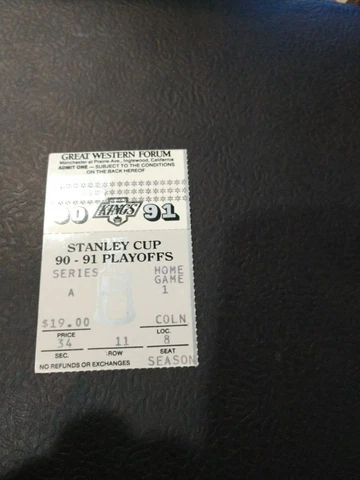 GREAT WESTERN FORUM
Manchester at Prairie Ave., Inglewood, California
ADMIT ONE — SUBJECT TO THE CONDITIONS
ON THE BACK HEREOF
90 KINGS 91
STANLEY CUP
90 - 91 PLAYOFFS
SERIES HOME
GAME
A 1
$19.00 COLN
PRICE LOC.
34 11 8
SEC. ROW SEAT
NO REFUNDS OR EXCHANGES SEASON